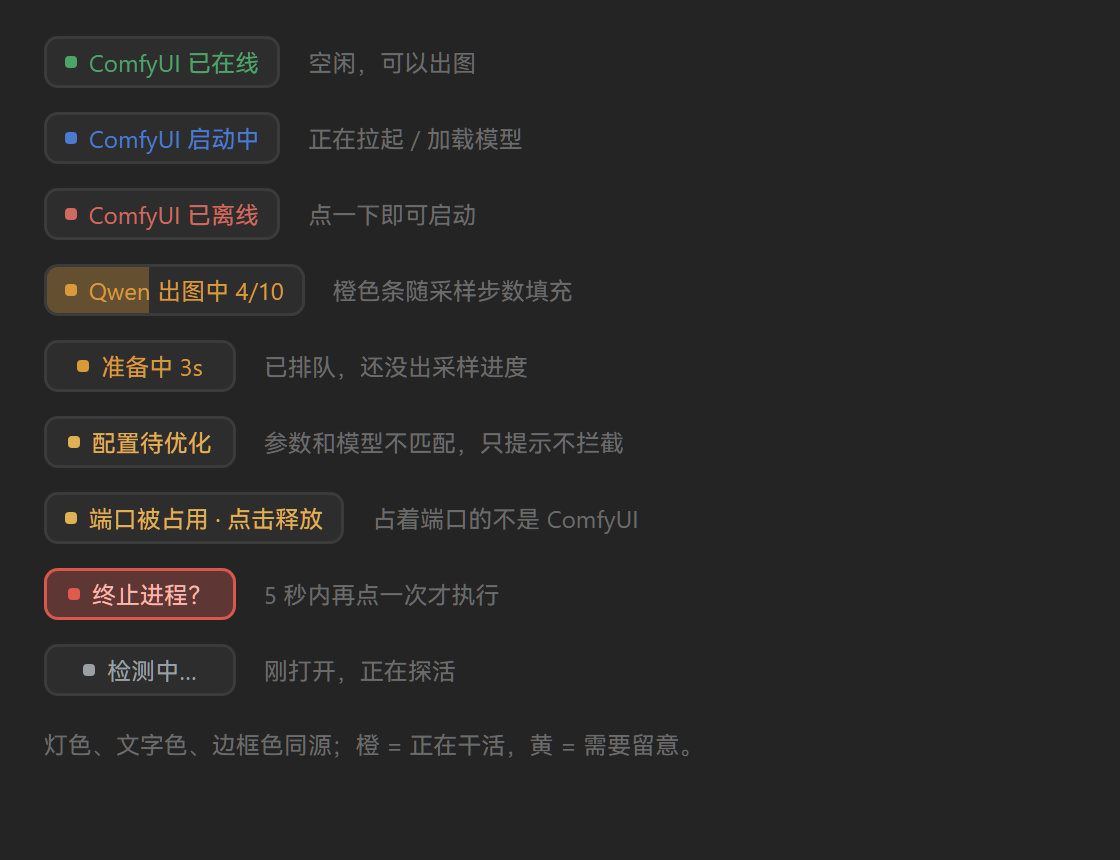 ComfyUI 已在线 空闲，可以出图
ComfyUI 启动中 正在拉起 / 加载模型
ComfyUI 已离线 点一下即可启动
Qwen 出图中 4/10 橙色条随采样步数填充
准备中 3s 已排队，还没出采样进度
配置待优化 参数和模型不匹配，只提示不拦截
端口被占用 · 点击释放 占着端口的不是 ComfyUI
终止进程？ 5 秒内再点一次才执行
检测中... 刚打开，正在探活
灯色、文字色、边框色同源；橙 = 正在干活，黄 = 需要留意。